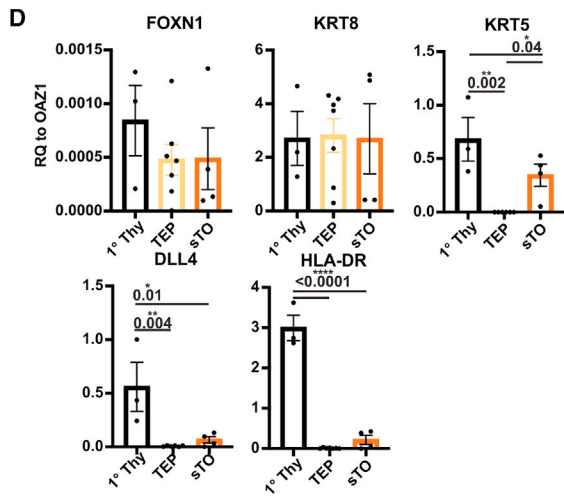 D
FOXN1
KRT8
KRT5
RQ to OAZ1
0.0015
0.0010
0.0005
0.0000
1° Thy
TEP
sTO
6
4
2
0
1° Thy
TEP
sTO
1.5
1.0
0.5
0.0
*
0.04
**
0.002
1° Thy
TEP
sTO
DLL4
HLA-DR
1.5
1.0
0.5
0.0
*
0.01
**
0.004
1° Thy
TEP
sTO
4
3
2
1
0
****
<0.0001
1° Thy
TEP
sTO